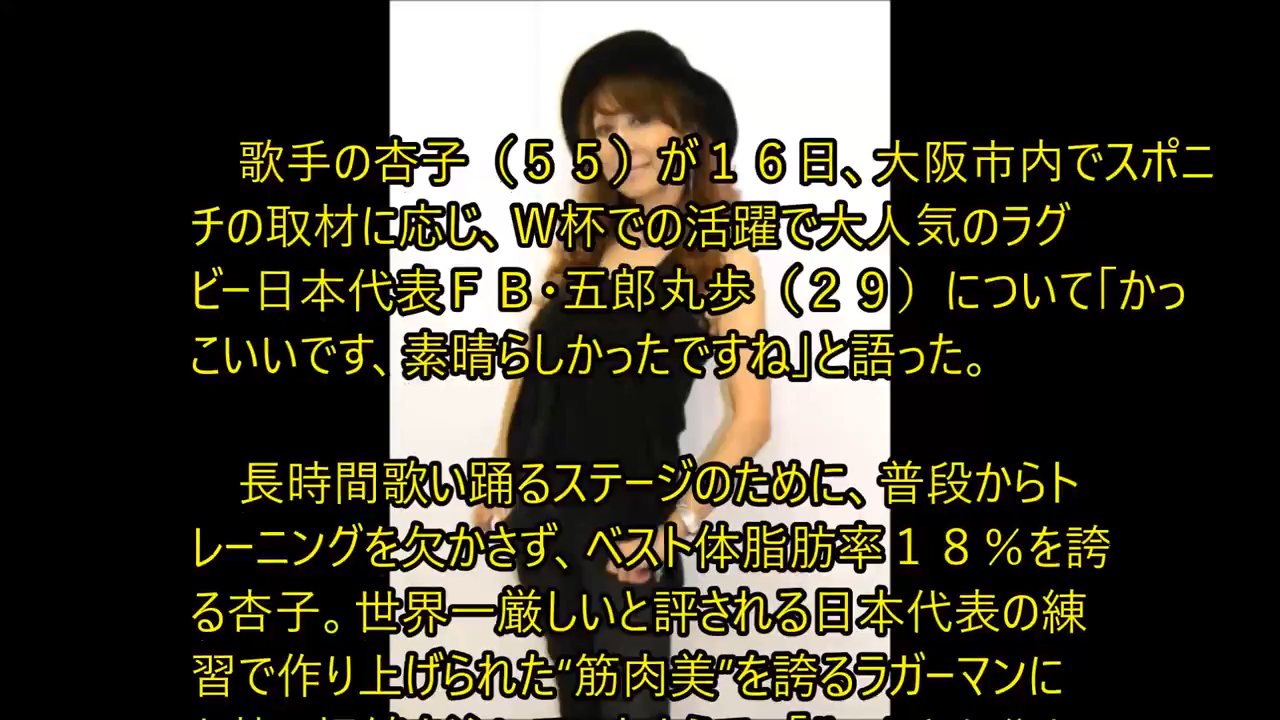 歌手の杏子（５５）が１６日、大阪市内でスポニ
チの取材に応じ、Ｗ杯での活躍で大人気のラグ
ビー日本代表ＦＢ・五郎丸歩（２９）について「かっ
こいいです、素晴らしかったですね」と語った。
長時間歌い踊るステージのために、普段からト
レーニングを欠かさず、ベスト体脂肪率１８％を誇
る杏子。世界一厳しいと評される日本代表の練
習で作り上げられた“筋肉美”を誇るラガーマンに